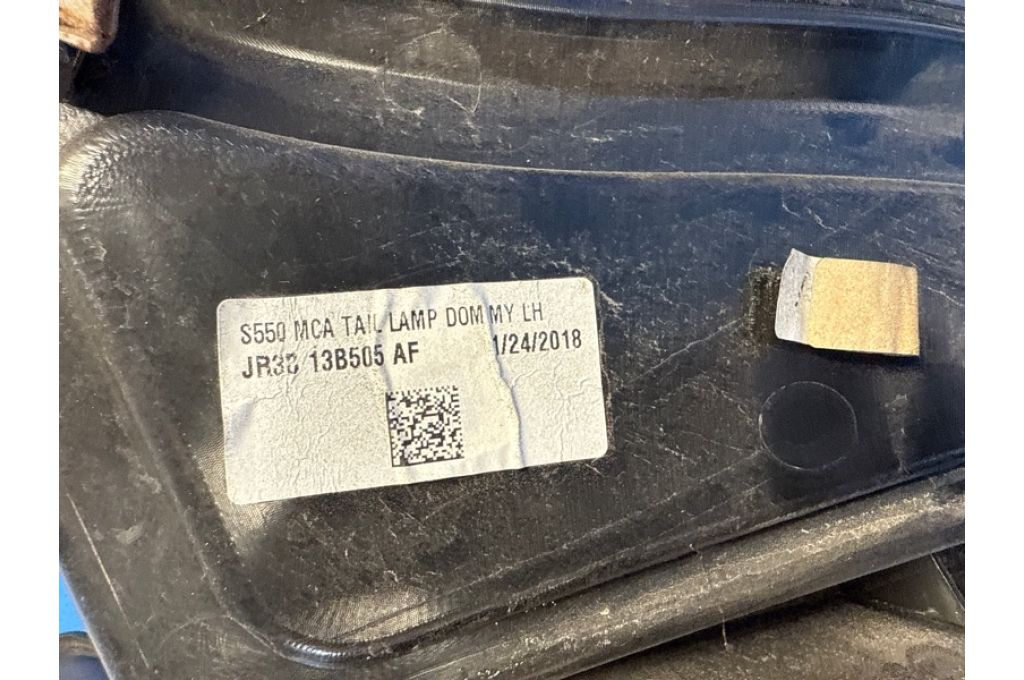 S550 MCA TAIL LAMP DOM MY LH
JR3B 13B505 AF 1/24/2018